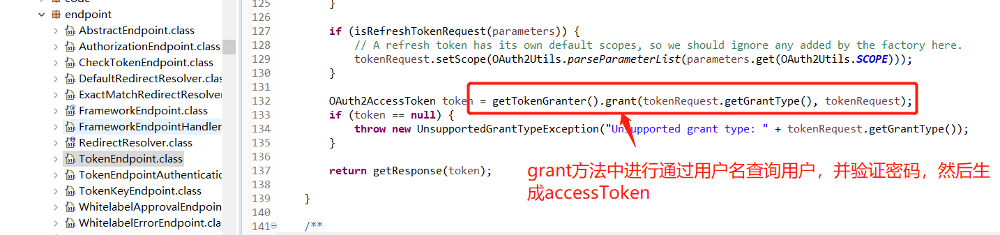 code
endpoint
AbstractEndpoint.class
AuthorizationEndpoint.class
CheckTokenEndpoint.class
DefaultRedirectResolver.clas
ExactMatchRedirectResolve
FrameworkEndpoint.class
FrameworkEndpointHandler
RedirectResolver.class
TokenEndpoint.class
TokenEndpointAuthenticatio
TokenKeyEndpoint.class
WhitelabelApprovalEndpoin
WhitelabelErrorEndpoint.cla
125 }
126
127 if (isRefreshTokenRequest(parameters)) {
128 // A refresh token has its own default scopes, so we should ignore any added by the factory here.
129 tokenRequest.setScope(OAuth2Utils.parseParameterList(parameters.get(OAuth2Utils.SCOPE)));
130 }
131
132 OAuth2AccessToken token = getTokenGranter().grant(tokenRequest.getGrantType(), tokenRequest);
133 if (token == null) {
134 throw new UnsupportedGrantTypeException("Unsupported grant type: " + tokenRequest.getGrantType());
135 }
136
137 return getResponse(token);
138
139 }
140
141 /**
grant方法中进行通过用户名查询用户，并验证密码，然后生
成accessToken